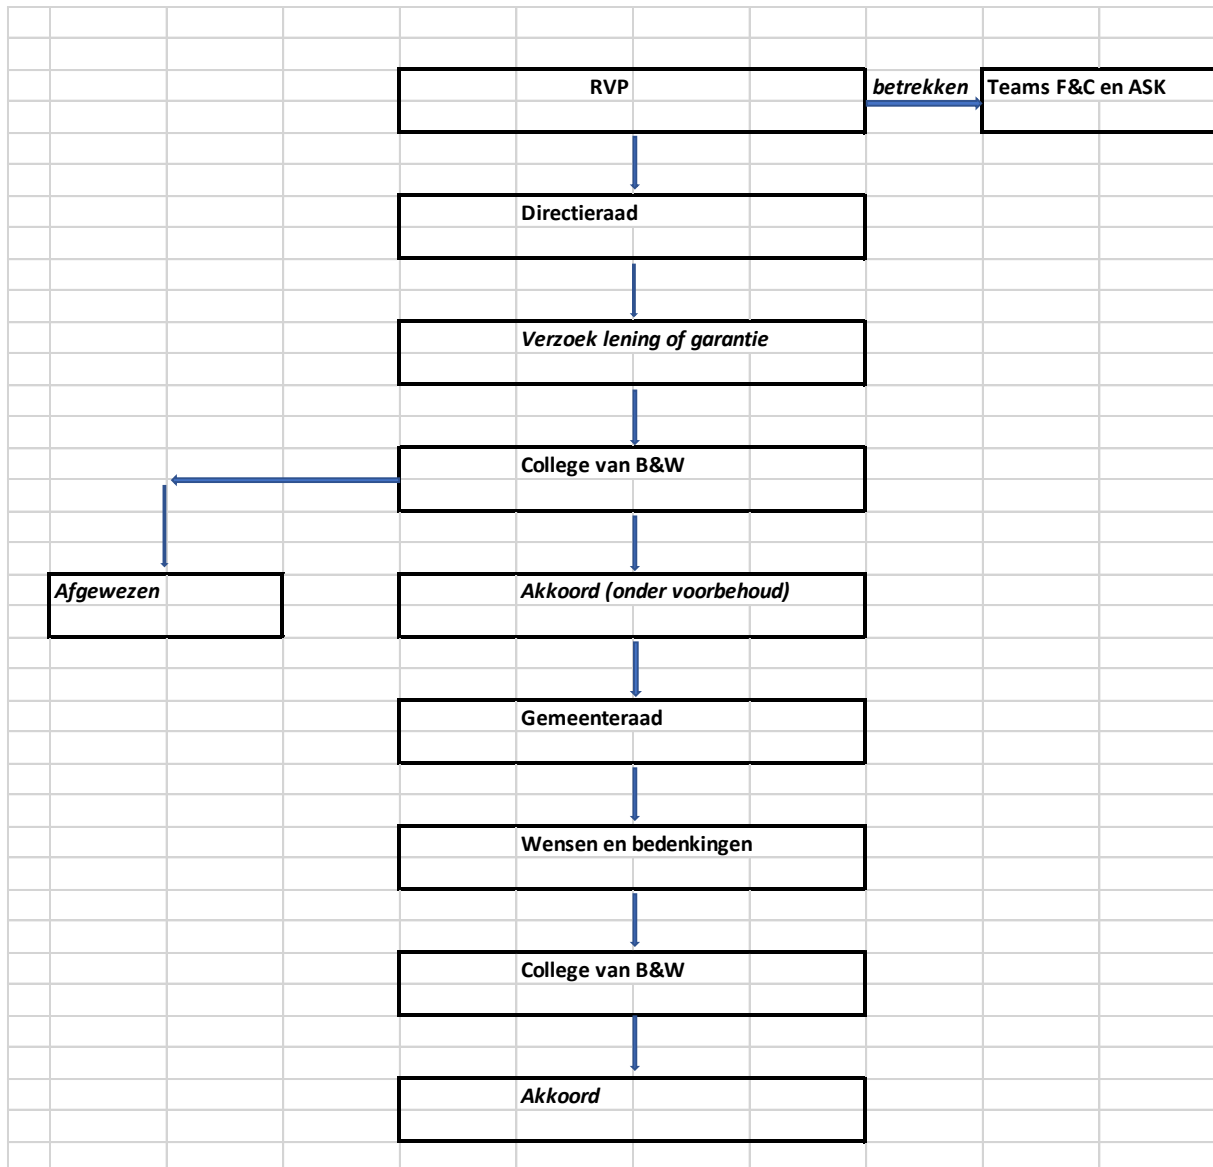 RVP
betrekken
Teams F&C en ASK
Directieraad
Verzoek lening of garantie
College van B&W
Afgewezen
Akkoord (onder voorbehoud)
Gemeenteraad
Wensen en bedenkingen
College van B&W
Akkoord